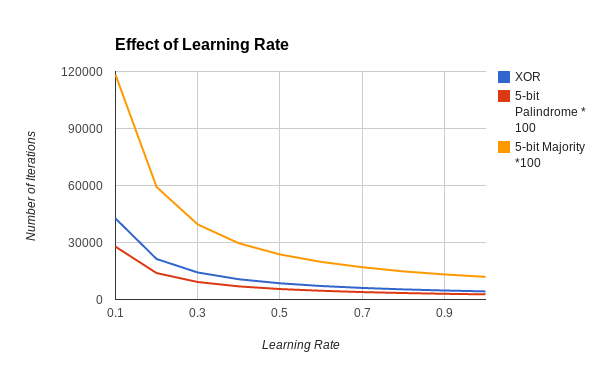 Effect of Learning Rate
120000
90000
60000
30000
0
Number of Iterations
0.1
0.3
0.5
0.7
0.9
Learning Rate
XOR
5-bit
Palindrome *
100
5-bit Majority
*100